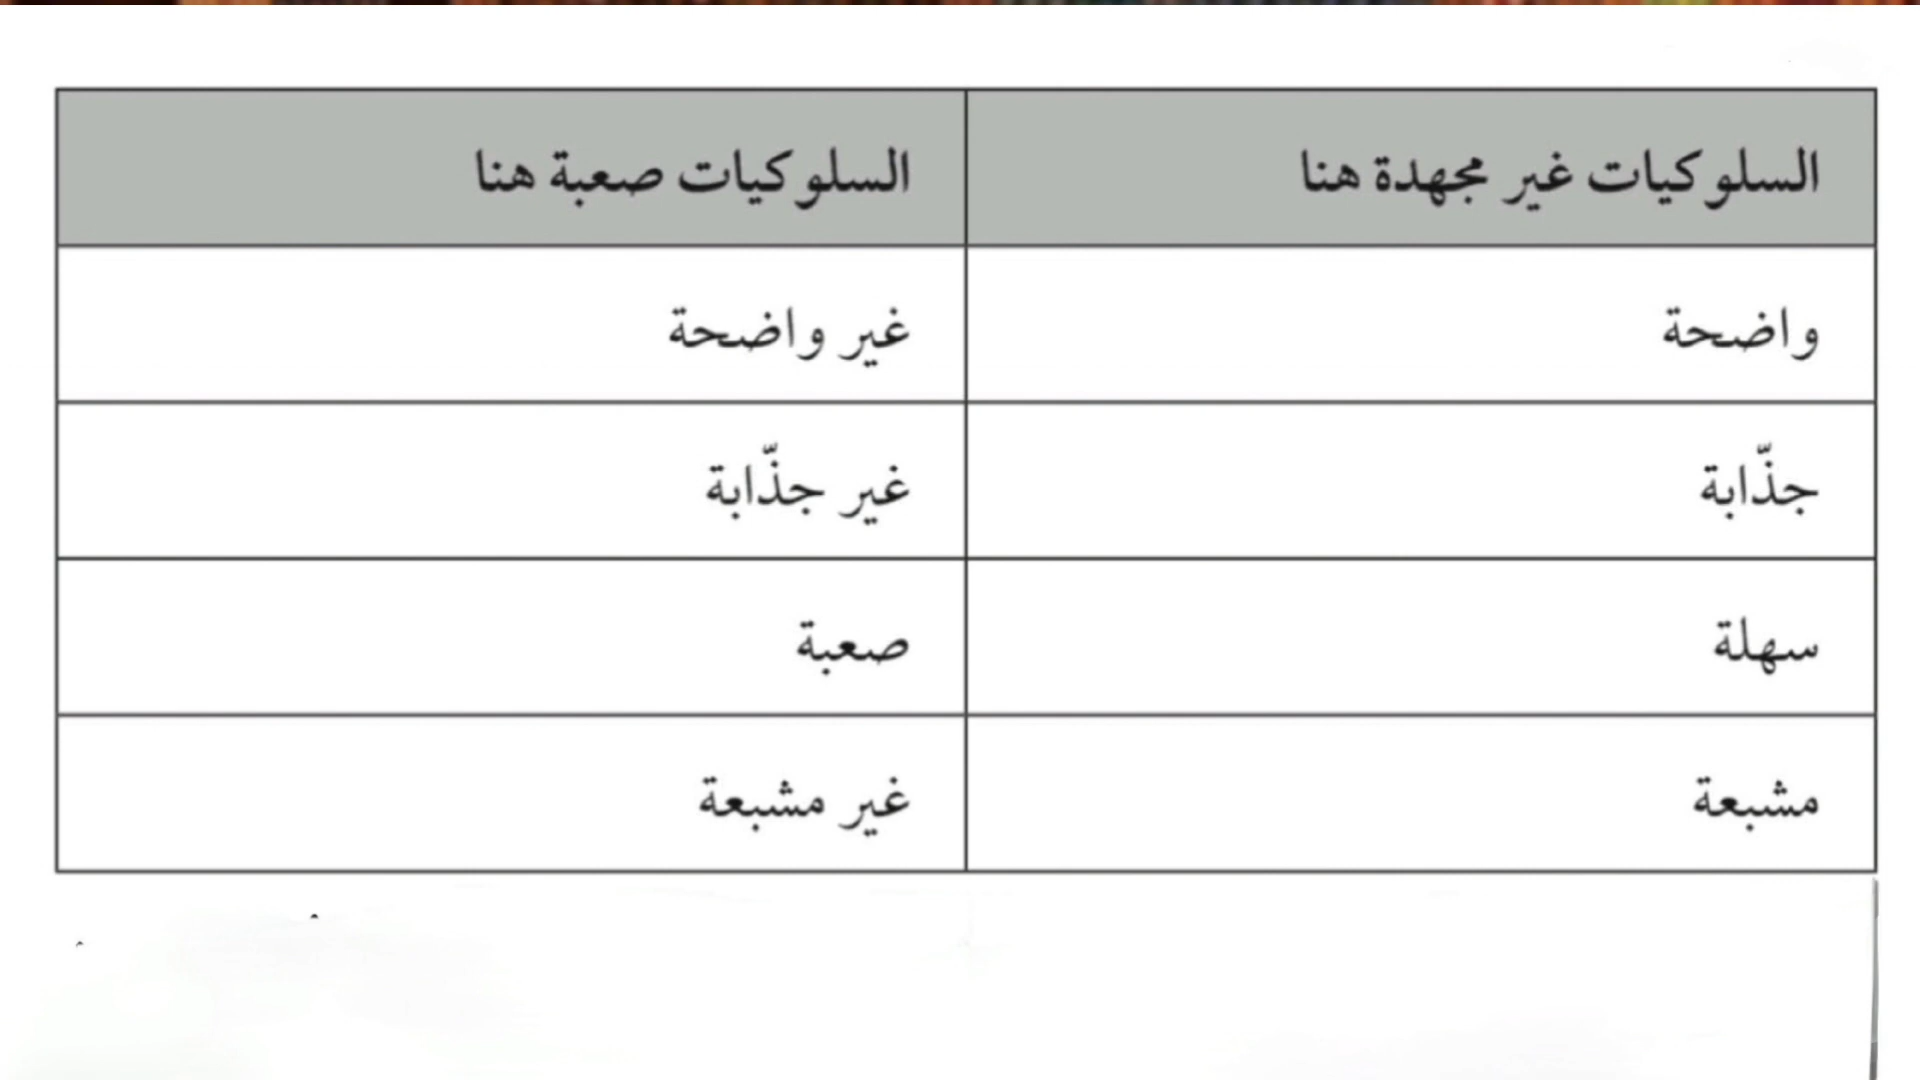 السلوكيات غير مجهدة هنا
السلوكيات صعبة هنا
واضحة
غير واضحة
جذّابة
غير جذّابة
سهلة
صعبة
مشبعة
غير مشبعة